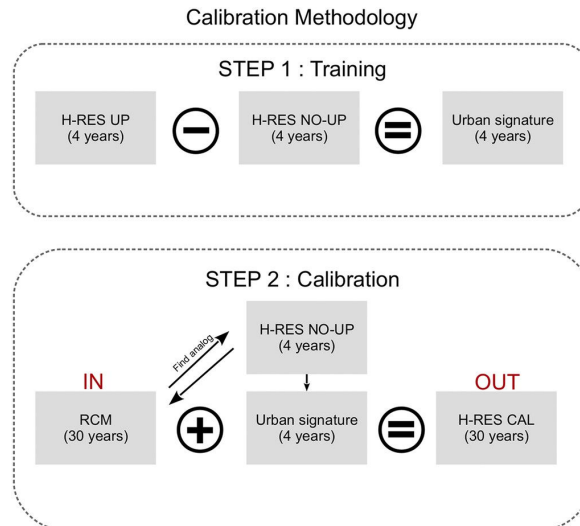 Calibration Methodology
STEP 1 : Training
H-RES UP
(4 years)
H-RES NO-UP
(4 years)
Urban signature
(4 years)
STEP 2 : Calibration
H-RES NO-UP
(4 years)
Find analog
IN
OUT
RCM
(30 years)
Urban signature
(4 years)
H-RES CAL
(30 years)